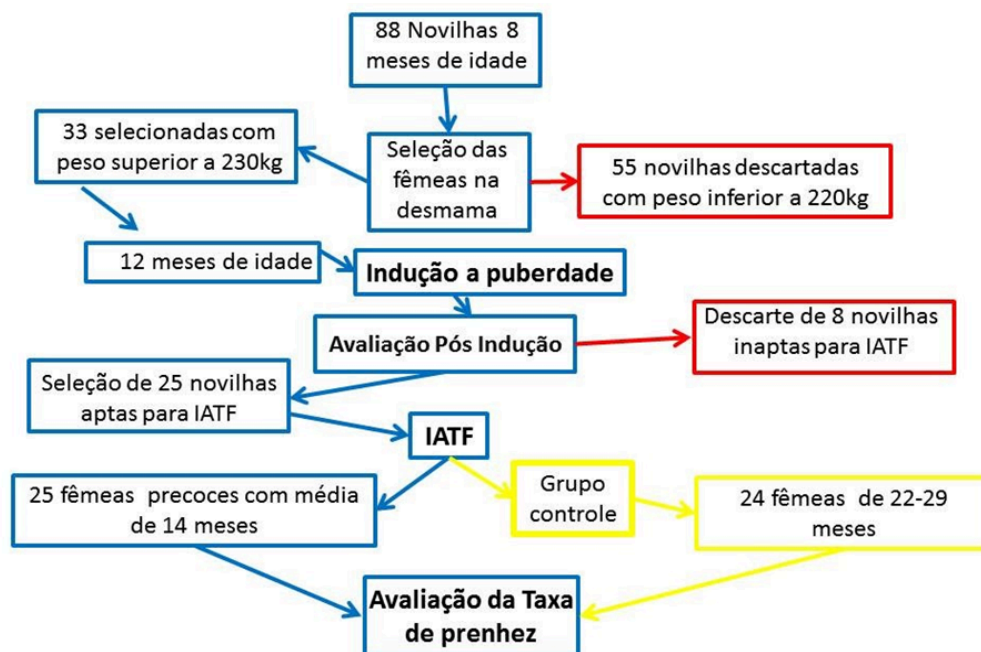 88 Novilhas 8
meses de idade
33 selecionadas com
peso superior a 230kg
Seleção das
fêmeas na
desmama
55 novilhas descartadas
com peso inferior a 220kg
12 meses de idade
Indução a puberdade
Avaliação Pós Indução
Descarte de 8 novilhas
inaptas para IATF
Seleção de 25 novilhas
aptas para IATF
IATF
25 fêmeas precoces com média
de 14 meses
Grupo
controle
24 fêmeas de 22-29
meses
Avaliação da Taxa
de prenhez